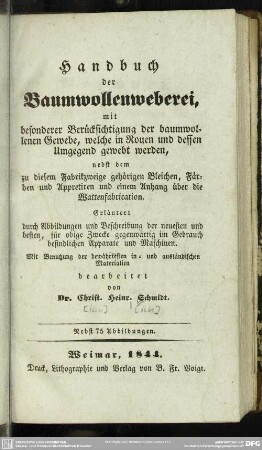 Handbuch
der
Baumwollenweberei,
mit
besonderer Berücksichtigung der baumwol-
lenen Gewebe, welche in Rouen und dessen
Umgegend gewebt werden,
nebst dem
zu diesem Fabrikzweige gehörigen Bleichen, Fär-
ben und Appretiren und einem Anhang über die
Wattenfabrication.
Erläutert
durch Abbildungen und Beschreibung der neuesten und
besten, für obige Zwecke gegenwärtig im Gebrauch
befindlichen Apparate und Maschinen.
Mit Benutzung der bewährtesten in- und ausländischen
Materialien
bearbeitet
von
Dr. Christ. Heinr. Schmidt.
Nebst 75 Abbildungen.
Weimar, 1844.
Druck, Lithographie und Verlag von B. Fr. Voigt.
DFG